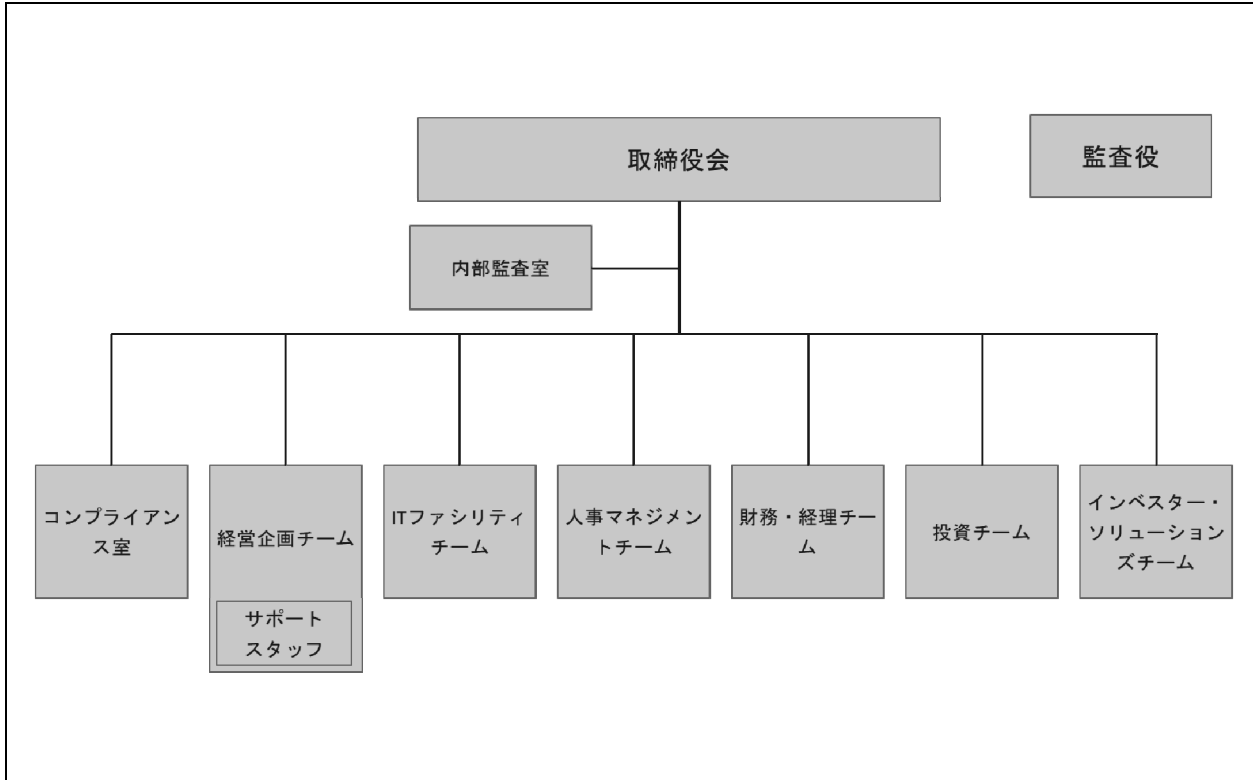 取締役会
監査役
内部監査室
コンプライアン
ス室
経営企画チーム
サポート
スタッフ
ITファシリティ
チーム
人事マネジメン
トチーム
財務・経理チー
ム
投資チーム
インベスター・
ソリューション
ズチーム